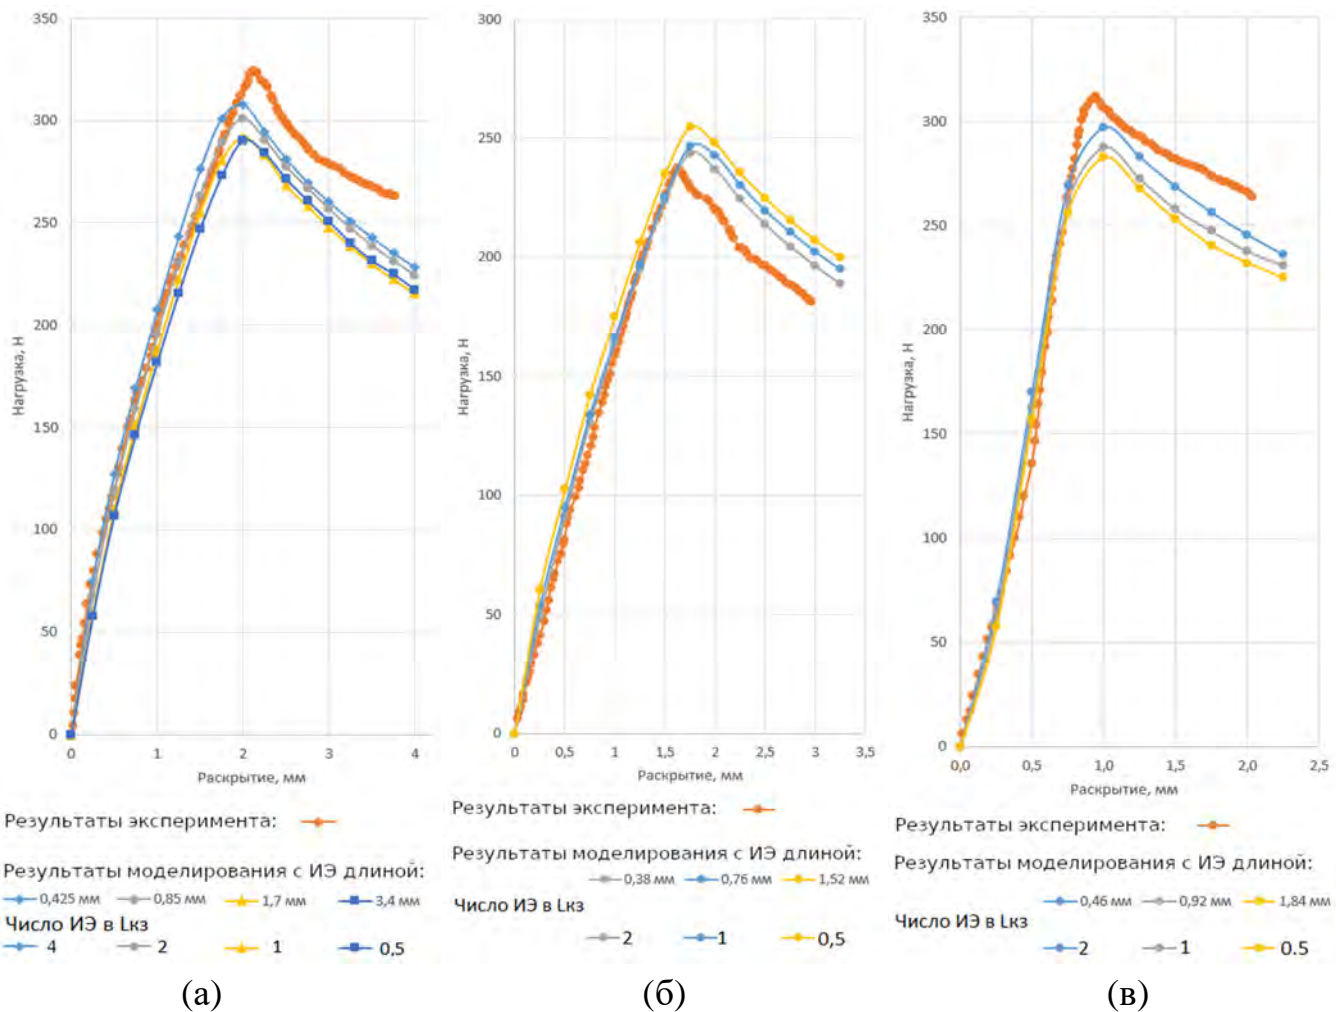 350
300
250
200
150
100
50
0
Нагрузка, Н
0 1 2 3 4
Раскрытие, мм
Результаты эксперимента:
Результаты моделирования с ИЭ длиной:
0,425 мм 0,85 мм 1,7 мм 3,4 мм
Число ИЭ в Lкз
4 2 1 0,5
(а)
300
250
200
150
100
50
0
Нагрузка, Н
0 0,5 1 1,5 2 2,5 3 3,5
Раскрытие, мм
Результаты эксперимента:
Результаты моделирования с ИЭ длиной:
0,38 мм 0,76 мм 1,52 мм
Число ИЭ в Lкз
2 1 0,5
(б)
350
300
250
200
150
100
50
0
Нагрузка, Н
0,0 0,5 1,0 1,5 2,0 2,5
Раскрытие, мм
Результаты эксперимента:
Результаты моделирования с ИЭ длиной:
0,46 мм 0,92 мм 1,84 мм
Число ИЭ в Lкз
2 1 0.5
(в)